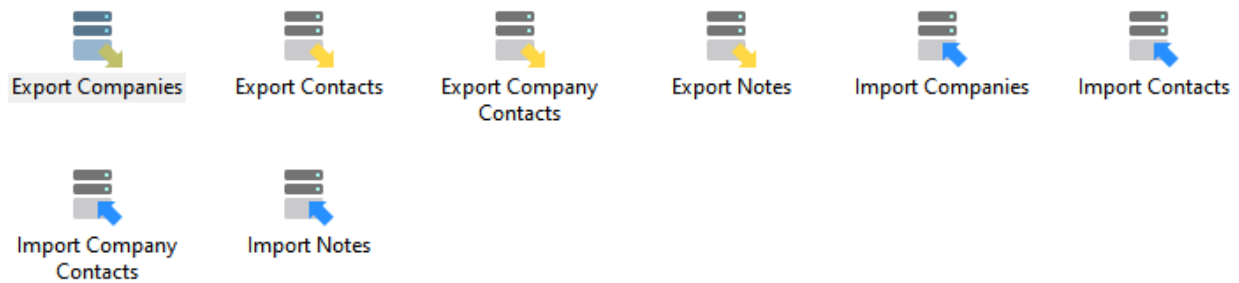 Export Companies
Export Contacts
Export Company
Contacts
Export Notes
Import Companies
Import Contacts
Import Company
Contacts
Import Notes